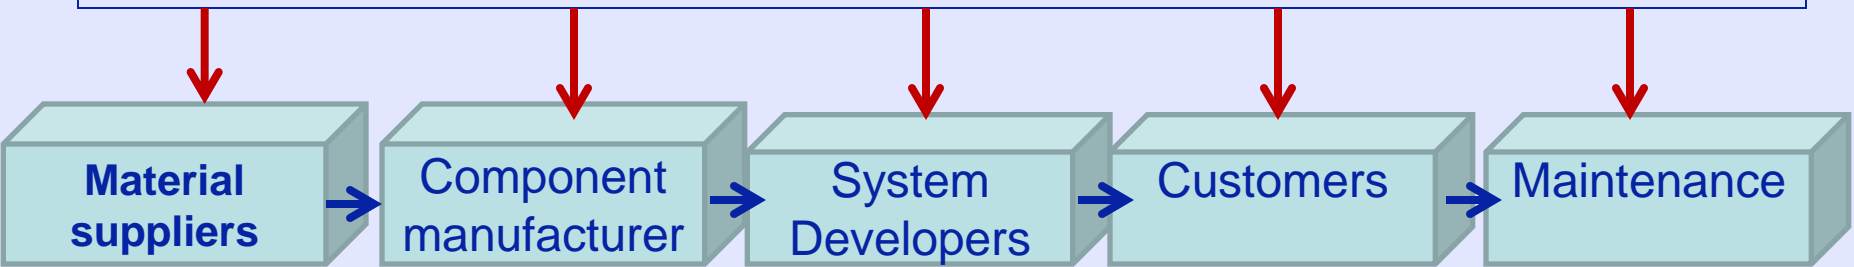 Material
suppliers
Component
manufacturer
System
Developers
Customers
Maintenance